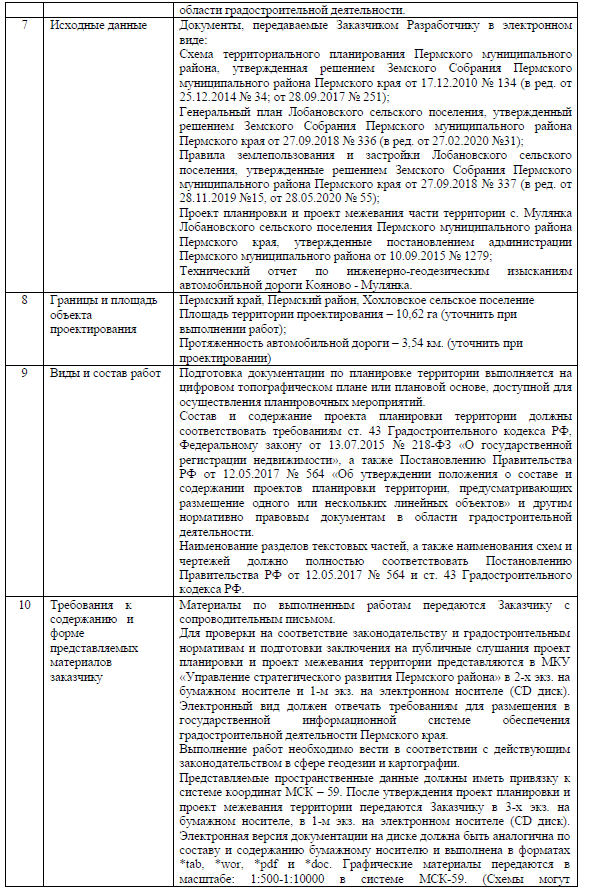 области градостроительной деятельности.
7 Исходные данные Документы, передаваемые Заказчиком Разработчику в электронном
виде:
Схема территориального планирования Пермского муниципального
района, утвержденная решением Земского Собрания Пермского
муниципального района Пермского края от 17.12.2010 № 134 (в ред. от
25.12.2014 № 34; от 28.09.2017 № 251);
Генеральный план Лобановского сельского поселения, утвержденный
решением Земского Собрания Пермского муниципального района
Пермского края от 27.09.2018 № 336 (в ред. от 27.02.2020 №31);
Правила землепользования и застройки Лобановского сельского
поселения, утвержденные решением Земского Собрания Пермского
муниципального района Пермского края от 27.09.2018 № 337 (в ред. от
28.11.2019 №15, от 28.05.2020 № 55);
Проект планировки и проект межевания части территории с. Мулянка
Лобановского сельского поселения Пермского муниципального района
Пермского края, утвержденные постановлением администрации
Пермского муниципального района от 10.09.2015 № 1279;
Технический отчет по инженерно-геодезическим изысканиям
автомобильной дороги Кояново - Мулянка.
8 Границы и площадь
объекта
проектирования
Пермский край, Пермский район, Хохловское сельское поселение
Площадь территории проектирования – 10,62 га (уточнить при
выполнении работ);
Протяженность автомобильной дороги – 3,54 км. (уточнить при
проектировании)
9 Виды и состав работ Подготовка документации по планировке территории выполняется на
цифровом топографическом плане или плановой основе, доступной для
осуществления планировочных мероприятий.
Состав и содержание проекта планировки территории должны
соответствовать требованиям ст. 43 Градостроительного кодекса РФ,
Федеральному закону от 13.07.2015 № 218-ФЗ «О государственной
регистрации недвижимости», а также Постановлению Правительства
РФ от 12.05.2017 № 564 «Об утверждении положения о составе и
содержании проектов планировки территории, предусматривающих
размещение одного или нескольких линейных объектов» и другим
нормативно правовым документам в области градостроительной
деятельности.
Наименование разделов текстовых частей, а также наименования схем и
чертежей должно полностью соответствовать Постановлению
Правительства РФ от 12.05.2017 № 564 и ст. 43 Градостроительного
кодекса РФ.
10 Требования к
содержанию и
форме
представляемых
материалов
заказчику
Материалы по выполненным работам передаются Заказчику с
сопроводительным письмом.
Для проверки на соответствие законодательству и градостроительным
нормативам и подготовки заключения на публичные слушания проект
планировки и проект межевания территории представляются в МКУ
«Управление стратегического развития Пермского района» в 2-х экз. на
бумажном носителе и 1-м экз. на электронном носителе (CD диск).
Электронный вид должен отвечать требованиям для размещения в
государственной информационной системе обеспечения
градостроительной деятельности Пермского края.
Выполнение работ необходимо вести в соответствии с действующим
законодательством в сфере геодезии и картографии.
Представляемые пространственные данные должны иметь привязку к
системе координат МСК – 59. После утверждения проект планировки и
проект межевания территории передаются Заказчику в 3-х экз. на
бумажном носителе, в 1-м экз. на электронном носителе (CD диск).
Электронная версия документации на диске должна быть аналогична по
составу и содержанию бумажному носителю и выполнена в форматах
*tab, *wor, *pdf и *doc. Графические материалы передаются в
масштабе: 1:500-1:10000 в системе МСК-59. (Схемы могут